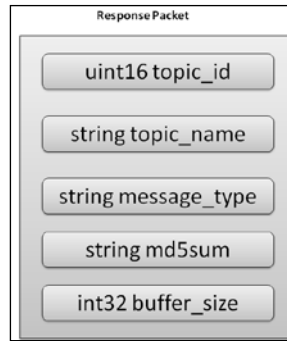 Response Packet
uint16 topic_id
string topic_name
string message_type
string md5sum
int32 buffer_size